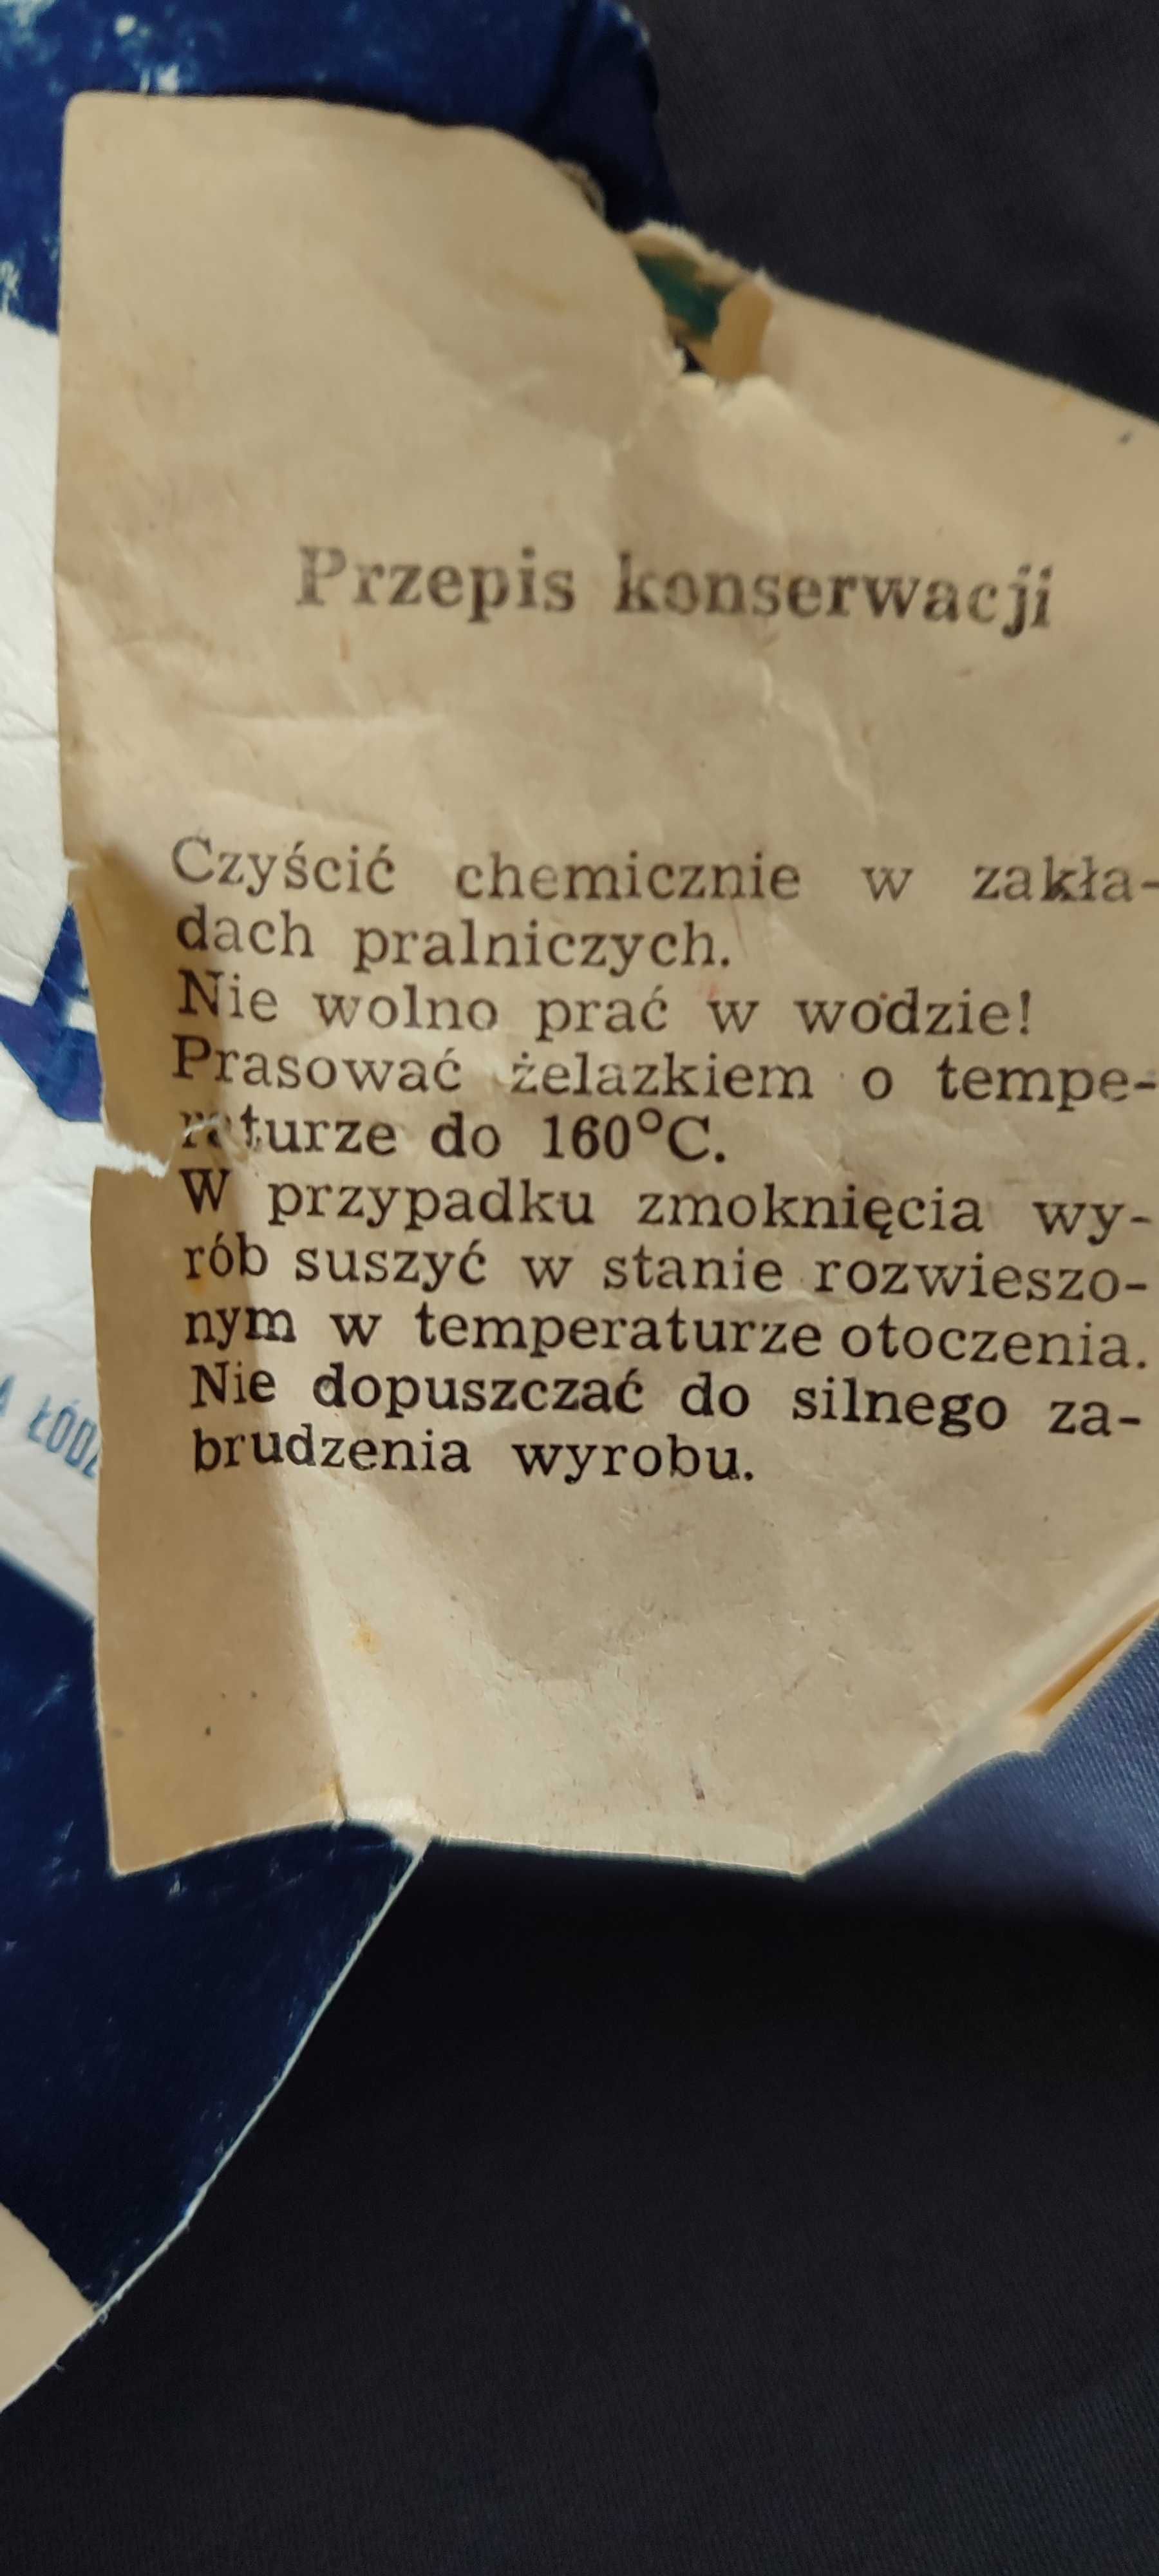 Przepis konserwacji
Czyścić chemicznie w zakła-
dach pralniczych.
Nie wolno prać w wodzie!
Prasować żelazkiem o tempe-
raturze do 160°C.
W przypadku zmoknięcia wy-
rób suszyć w stanie rozwieszo-
nym w temperaturze otoczenia.
Nie dopuszczać do silnego za-
brudzenia wyrobu.
A ŁÓDZ